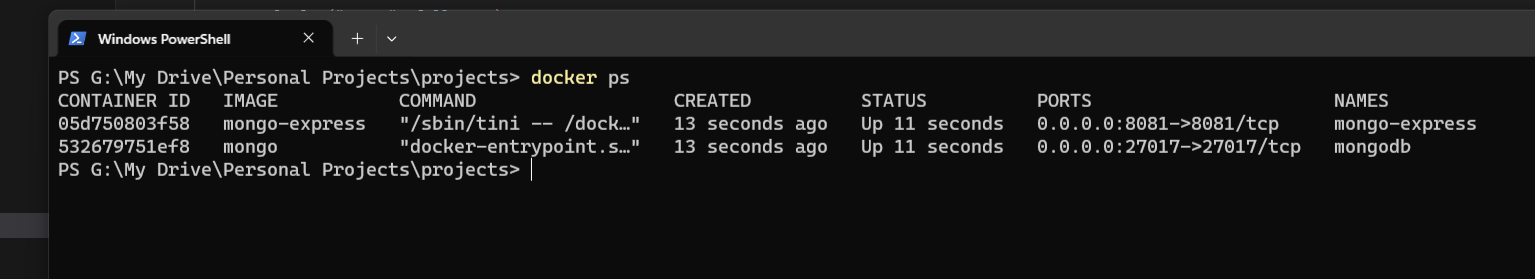 Windows PowerShell
PS G:\My Drive\Personal Projects\projects> docker ps
CONTAINER ID   IMAGE           COMMAND                  CREATED          STATUS          PORTS                      NAMES
05d750803f58   mongo-express   "/sbin/tini -- /dock…"   13 seconds ago   Up 11 seconds   0.0.0.0:8081->8081/tcp     mongo-express
532679751ef8   mongo           "docker-entrypoint.s…"   13 seconds ago   Up 11 seconds   0.0.0.0:27017->27017/tcp   mongodb
PS G:\My Drive\Personal Projects\projects>